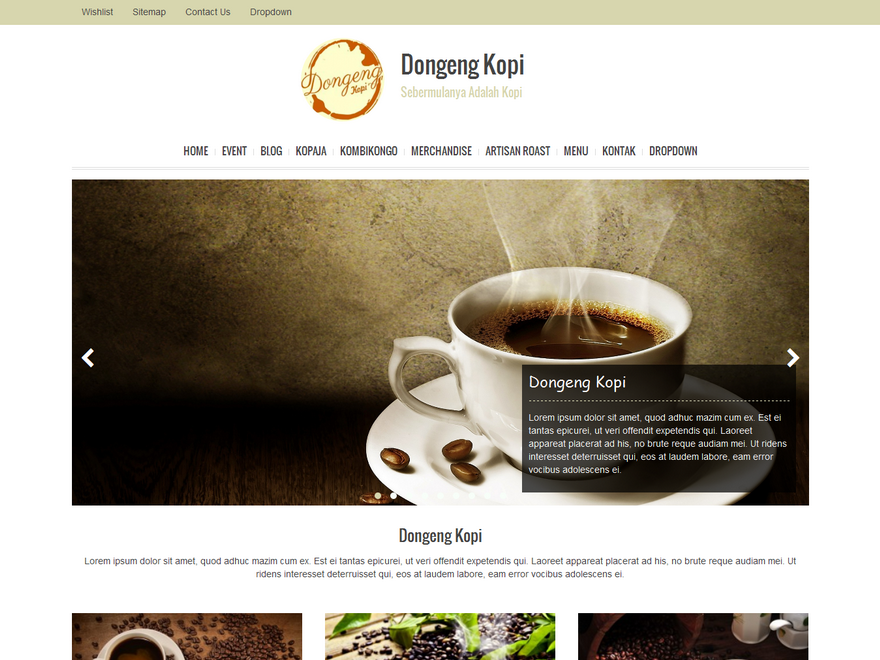 Wishlist Sitemap Contact Us Dropdown
Dongeng Kopi
Dongeng Kopi
Sebermulanya Adalah Kopi
HOME EVENT BLOG KOPAJA KOMBIKONGO MERCHANDISE ARTISAN ROAST MENU KONTAK DROPDOWN
Dongeng Kopi
Lorem ipsum dolor sit amet, quod adhuc mazim cum ex. Est ei
tantas epicurei, ut veri offendit expetendis qui. Laoreet
appareat placerat ad his, no brute reque audiam mei. Ut ridens
interesset deterruisset qui, eos at laudem labore, eam error
vocibus adolescens ei.
Dongeng Kopi
Lorem ipsum dolor sit amet, quod adhuc mazim cum ex. Est ei tantas epicurei, ut veri offendit expetendis qui. Laoreet appareat placerat ad his, no brute reque audiam mei. Ut
ridens interesset deterruisset qui, eos at laudem labore, eam error vocibus adolescens ei.